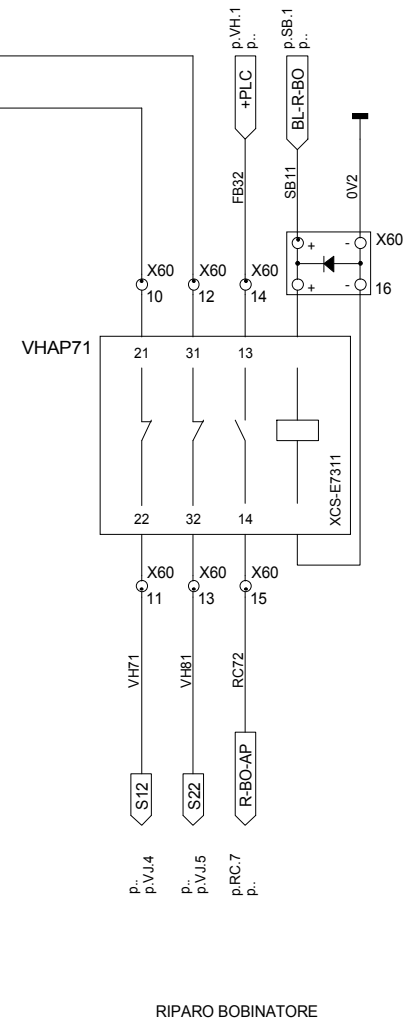 p.VH.1
p..
p.SB.1
p..
+PLC
BL-R-BO
FB32
SB11
0V2
+ - X60
+ - 16
X60 X60 X60
10 12 14
VHAP71
21 31 13
XCS-E7311
22 32 14
X60 X60 X60
11 13 15
VH71
VH81
RC72
S12
S22
R-BO-AP
p..
p.VJ.4
p..
p.VJ.5
p.RC.7
p..
RIPARO BOBINATORE